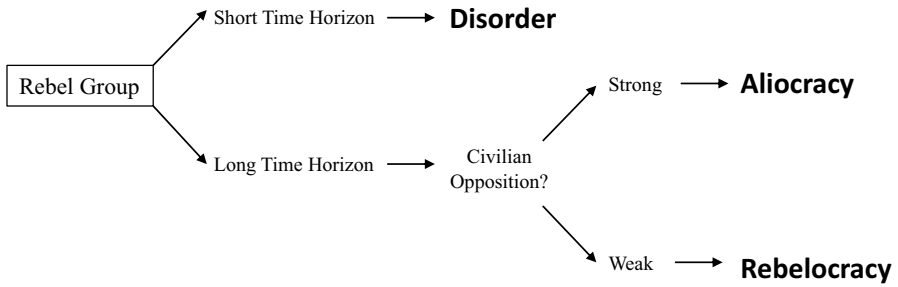 Short Time Horizon
Disorder
Rebel Group
Strong
Aliocracy
Long Time Horizon
Civilian
Opposition?
Weak
Rebelocracy